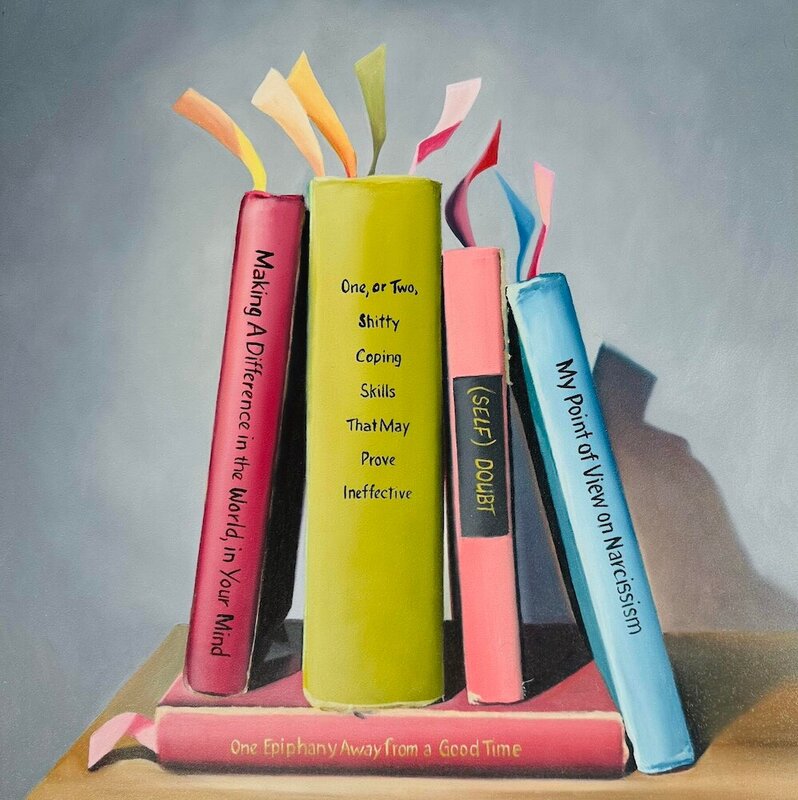 Making A Difference in the World, in Your Mind
One, or Two,
Shitty
Coping
Skills
That May
Prove
Ineffective
(SELF) DOUBT
My Point of View on Narcissism
One Epiphany Away from a Good Time